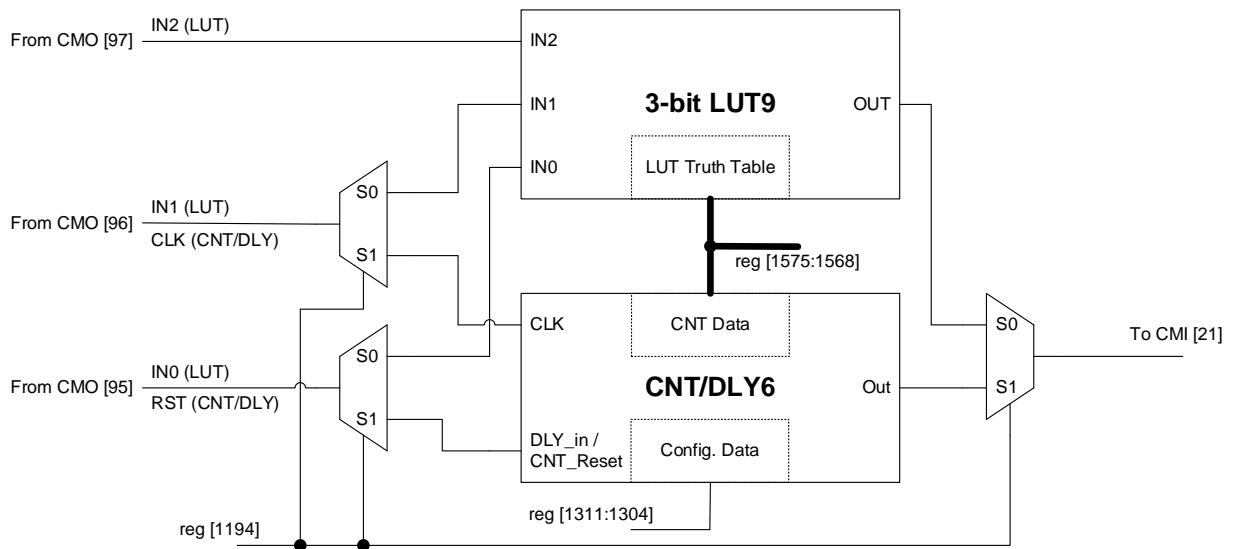 IN2 (LUT)
From CMO [97]
IN2
IN1
3-bit LUT9
OUT
IN0
LUT Truth Table
S0
IN1 (LUT)
From CMO [96]
CLK (CNT/DLY)
S1
reg [1575:1568]
CLK
CNT Data
S0
To CMI [21]
S0
IN0 (LUT)
From CMO [95]
RST (CNT/DLY)
CNT/DLY6
Out
S1
S1
DLY_in /
CNT_Reset
Config. Data
reg [1311:1304]
reg [1194]